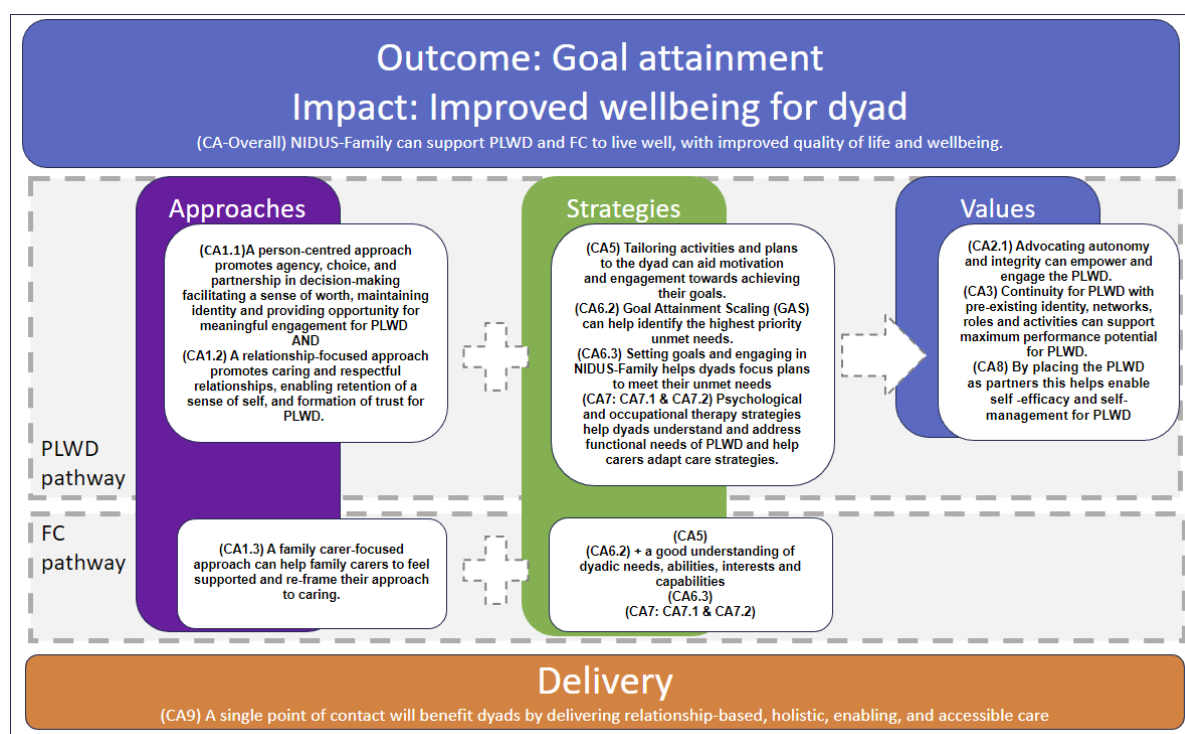 Outcome: Goal attainment
Impact: Improved wellbeing for dyad
(CA-Overall) NIDUS-Family can support PLWD and FC to live well, with improved quality of life and wellbeing.
Approaches
(CA1.1)A person-centred approach
promotes agency, choice, and
partnership in decision-making
facilitating a sense of worth, maintaining
identity and providing opportunity for
meaningful engagement for PLWD
AND
(CA1.2) A relationship-focused approach
promotes caring and respectful
relationships, enabling retention of a
sense of self, and formation of trust for
PLWD.
Strategies
(CA5) Tailoring activities and plans
to the dyad can aid motivation
and engagement towards achieving
their goals.
(CA6.2) Goal Attainment Scaling (GAS)
can help identify the highest priority
unmet needs.
(CA6.3) Setting goals and engaging in
NIDUS-Family helps dyads focus plans
to meet their unmet needs
(CA7: CA7.1 & CA7.2) Psychological
and occupational therapy strategies
help dyads understand and address
functional needs of PLWD and help
carers adapt care strategies.
Values
(CA2.1) Advocating autonomy
and integrity can empower and
engage the PLWD.
(CA3) Continuity for PLWD with
pre-existing identity, networks,
roles and activities can support
maximum performance potential
for PLWD.
(CA8) By placing the PLWD
as partners this helps enable
self -efficacy and self-
management for PLWD
PLWD
pathway
FC
pathway
(CA1.3) A family carer-focused
approach can help family carers to feel
supported and re-frame their approach
to caring.
(CA5)
(CA6.2) + a good understanding of
dyadic needs, abilities, interests and
capabilities
(CA6.3)
(CA7: CA7.1 & CA7.2)
Delivery
(CA9) A single point of contact will benefit dyads by delivering relationship-based, holistic, enabling, and accessible care